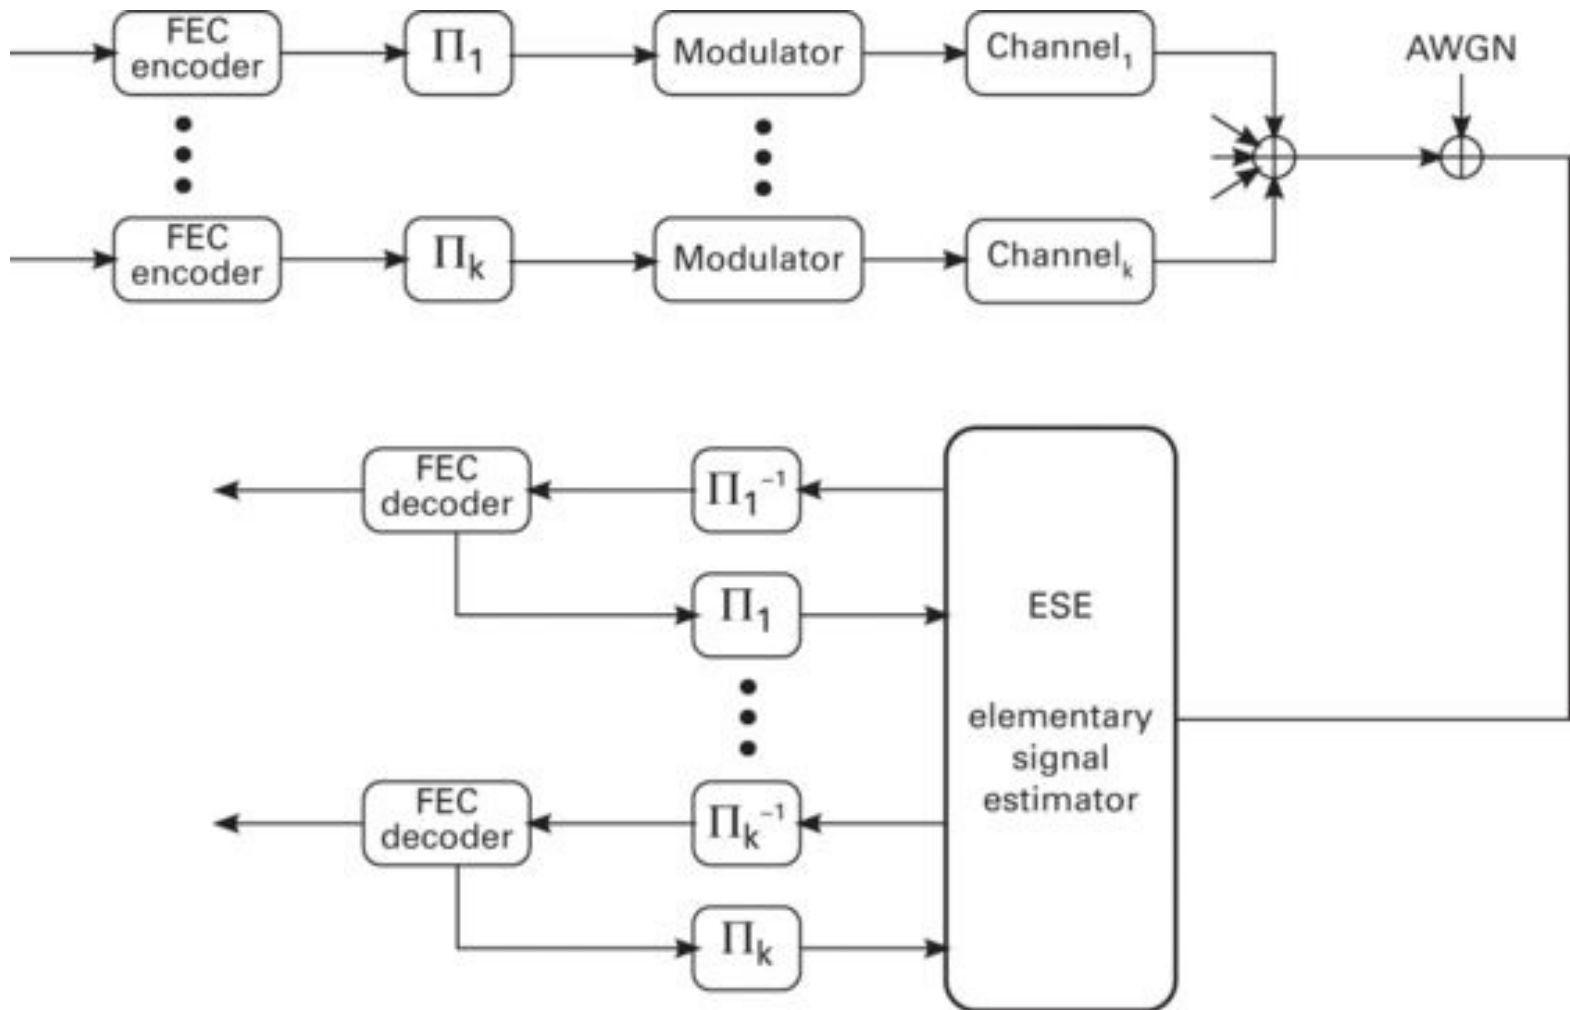 FEC
encoder
Π1
Modulator
Channel1
AWGN
FEC
encoder
Πk
Modulator
Channelk
FEC
decoder
Π1⁻¹
Π1
ESE
elementary
signal
estimator
FEC
decoder
Πk⁻¹
Πk